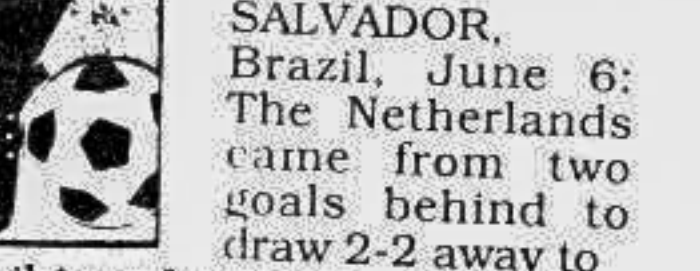 SALVADOR,
Brazil, June 6:
The Netherlands
came from two
goals behind to
draw 2-2 away to